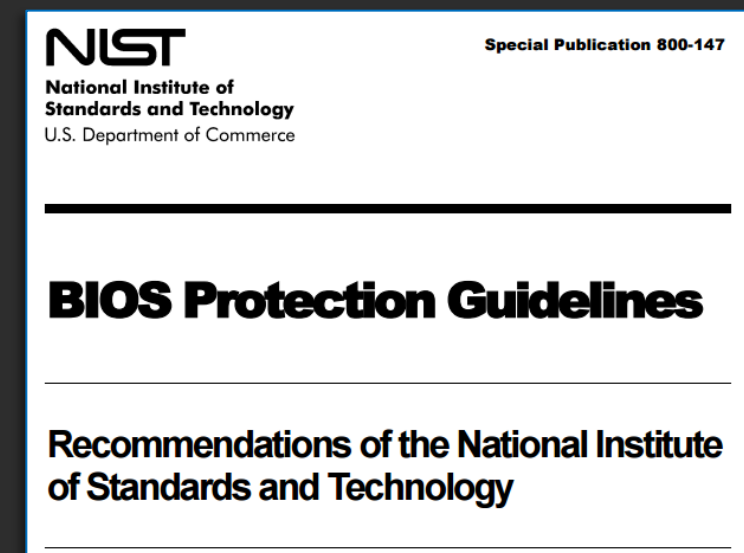 NIST
Special Publication 800-147
National Institute of
Standards and Technology
U.S. Department of Commerce
BIOS Protection Guidelines
Recommendations of the National Institute
of Standards and Technology